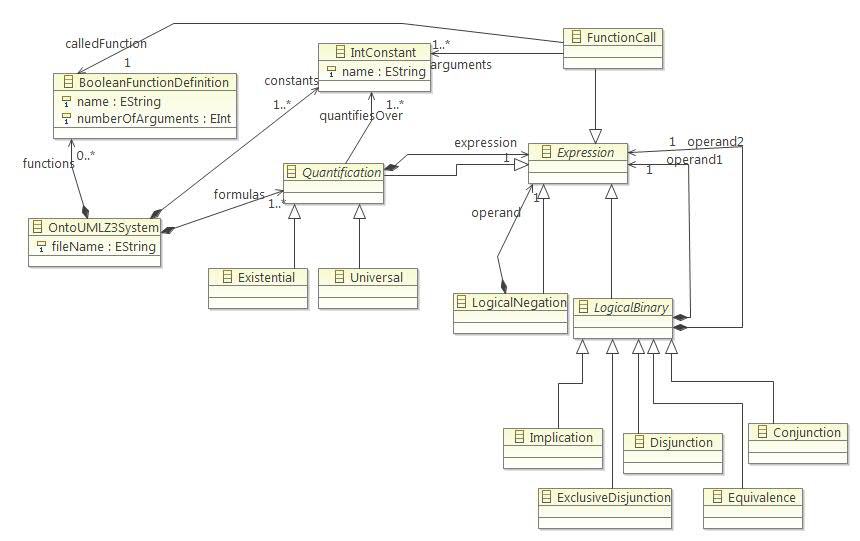 FunctionCall
calledFunction
1
IntConstant
name : EString
1..*
arguments
BooleanFunctionDefinition
name : EString
numberOfArguments : EInt
constants
1..*
1..*
quantifiesOver
expression
1
Expression
1 operand2
operand1
1
functions
0..*
Quantification
formulas
1..*
operand
1
OntoUMLZ3System
fileName : EString
Existential
Universal
LogicalNegation
LogicalBinary
Implication
Disjunction
Conjunction
ExclusiveDisjunction
Equivalence